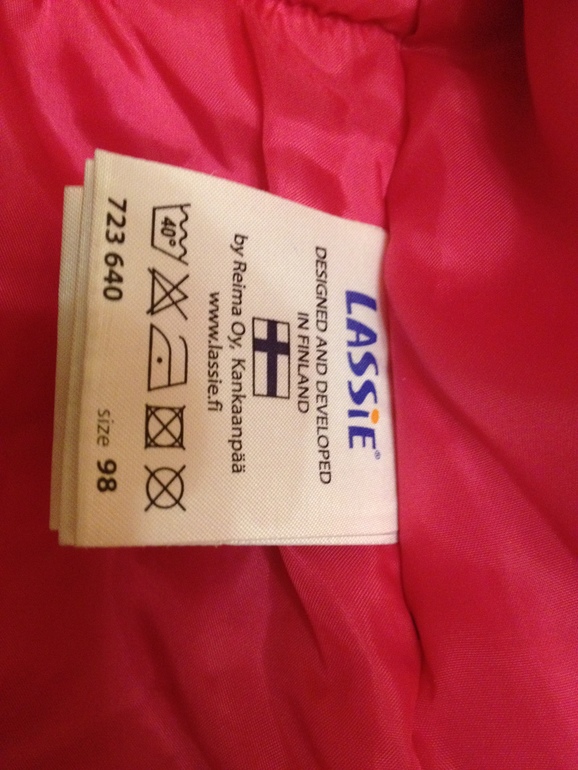 LASSiE®
DESIGNED AND DEVELOPED
IN FINLAND
by Reima Oy, Kankaanpää
www.lassie.fi
40°
723 640 size 98